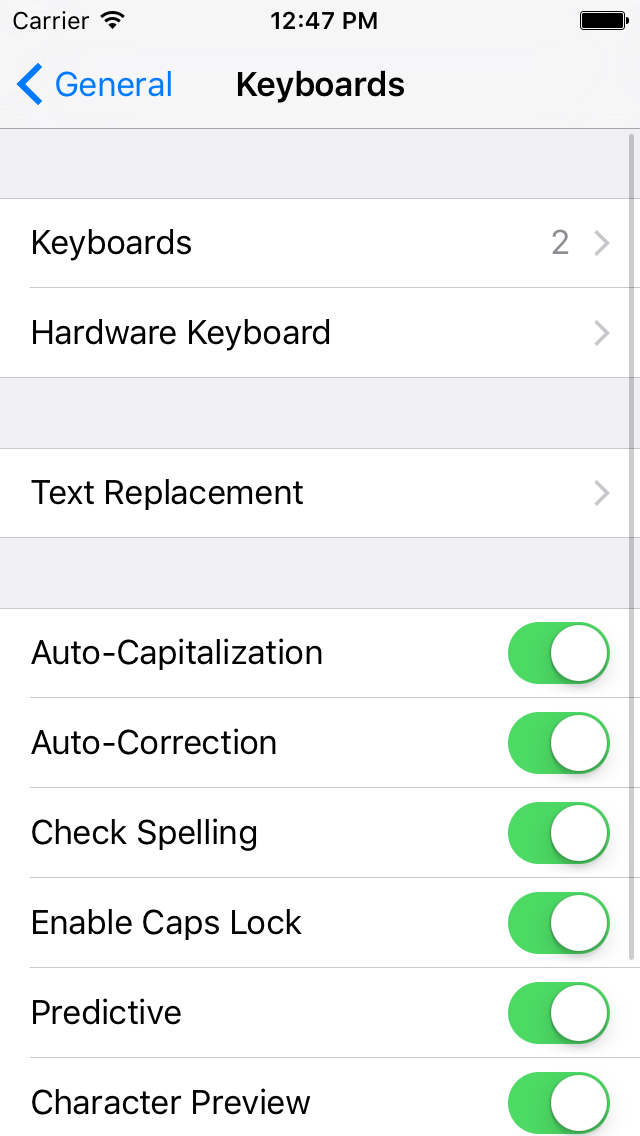 Carrier 12:47 PM
General Keyboards
Keyboards 2
Hardware Keyboard
Text Replacement
Auto-Capitalization
Auto-Correction
Check Spelling
Enable Caps Lock
Predictive
Character Preview